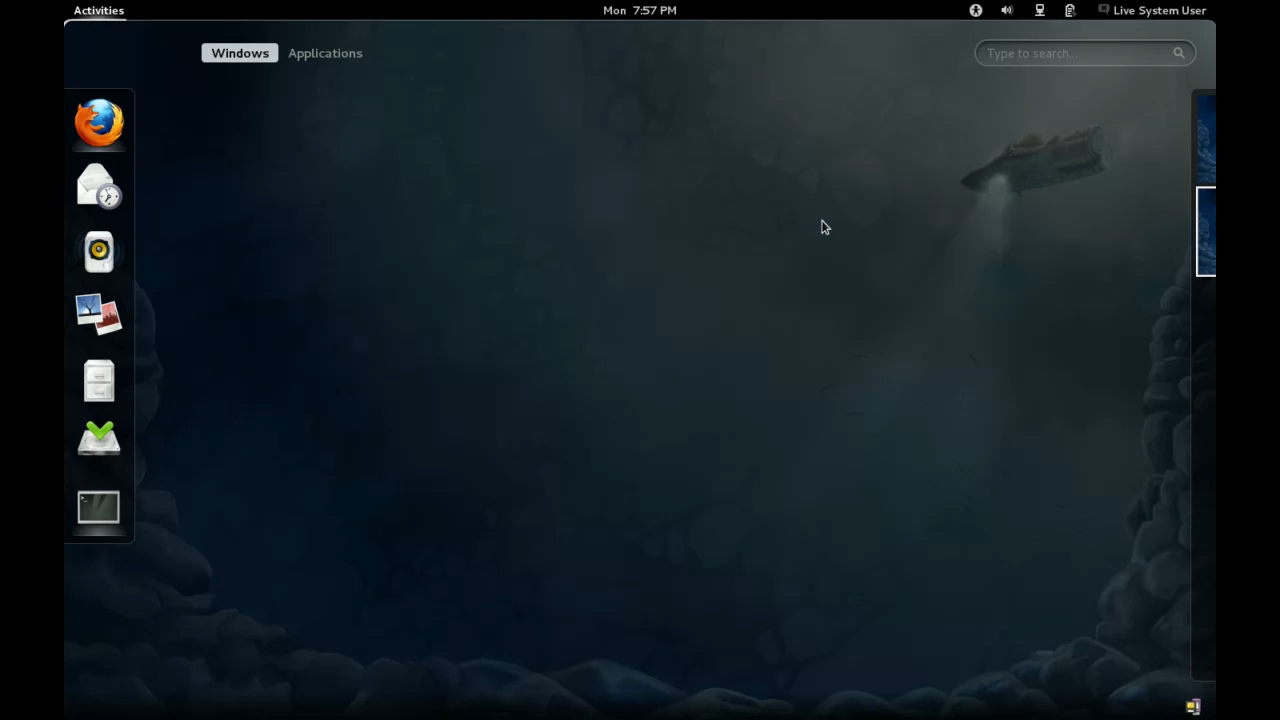 Activities
Mon 7:57 PM
Live System User
Windows
Applications
Type to search...